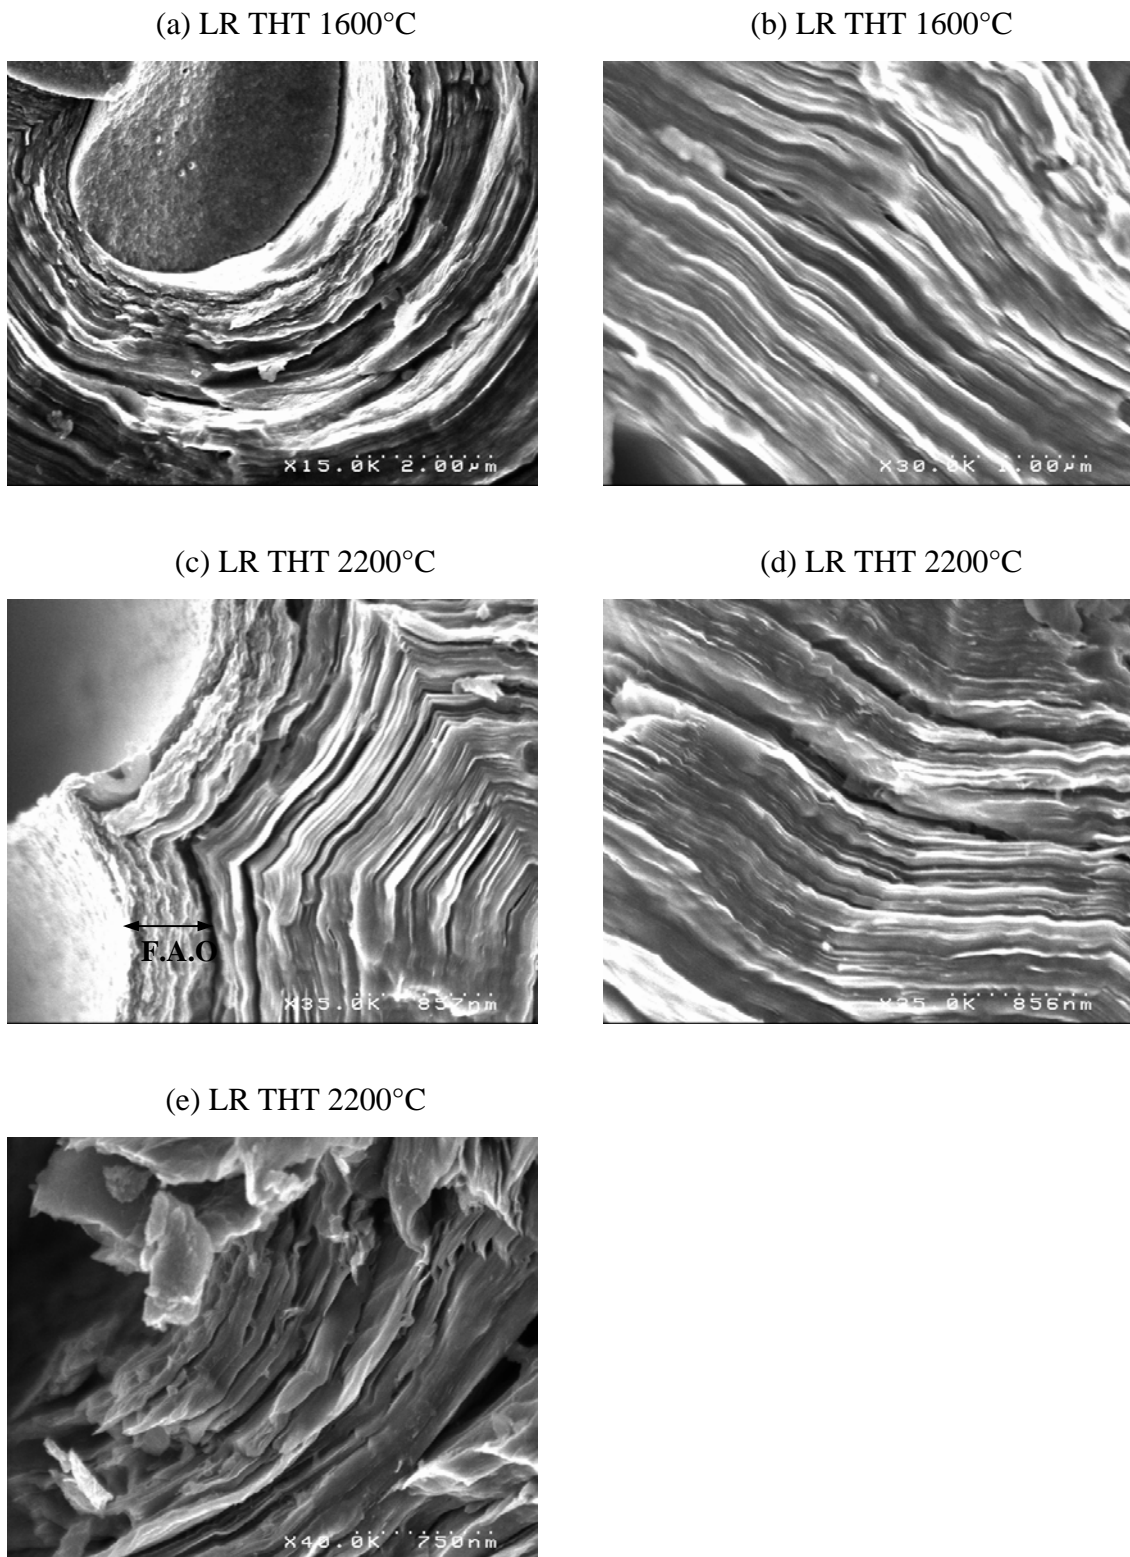 (a) LR THT 1600°C
(b) LR THT 1600°C
X15.0K 2.00µm
X30.0K 1.00µm
(c) LR THT 2200°C
(d) LR THT 2200°C
F.A.O
X35.0K 857nm
X35.0K 856nm
(e) LR THT 2200°C
X40.0K 750nm